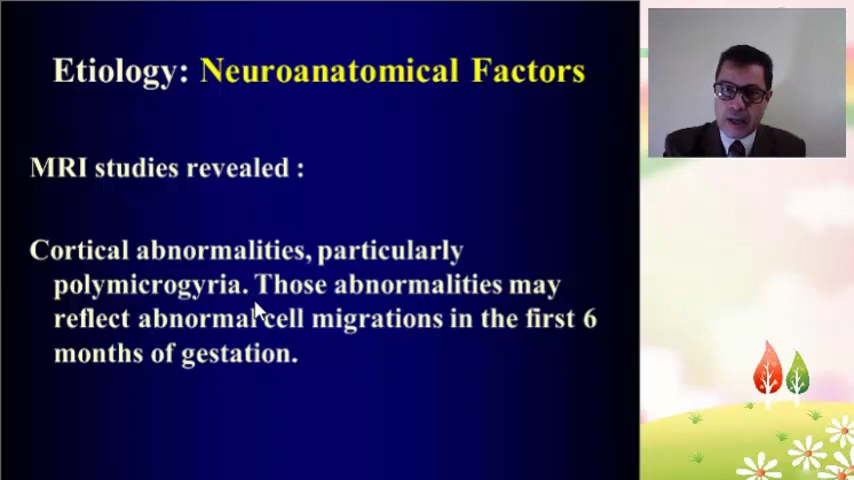 Etiology: Neuroanatomical Factors
MRI studies revealed :
Cortical abnormalities, particularly
polymicrogyria. Those abnormalities may
reflect abnormal cell migrations in the first 6
months of gestation.